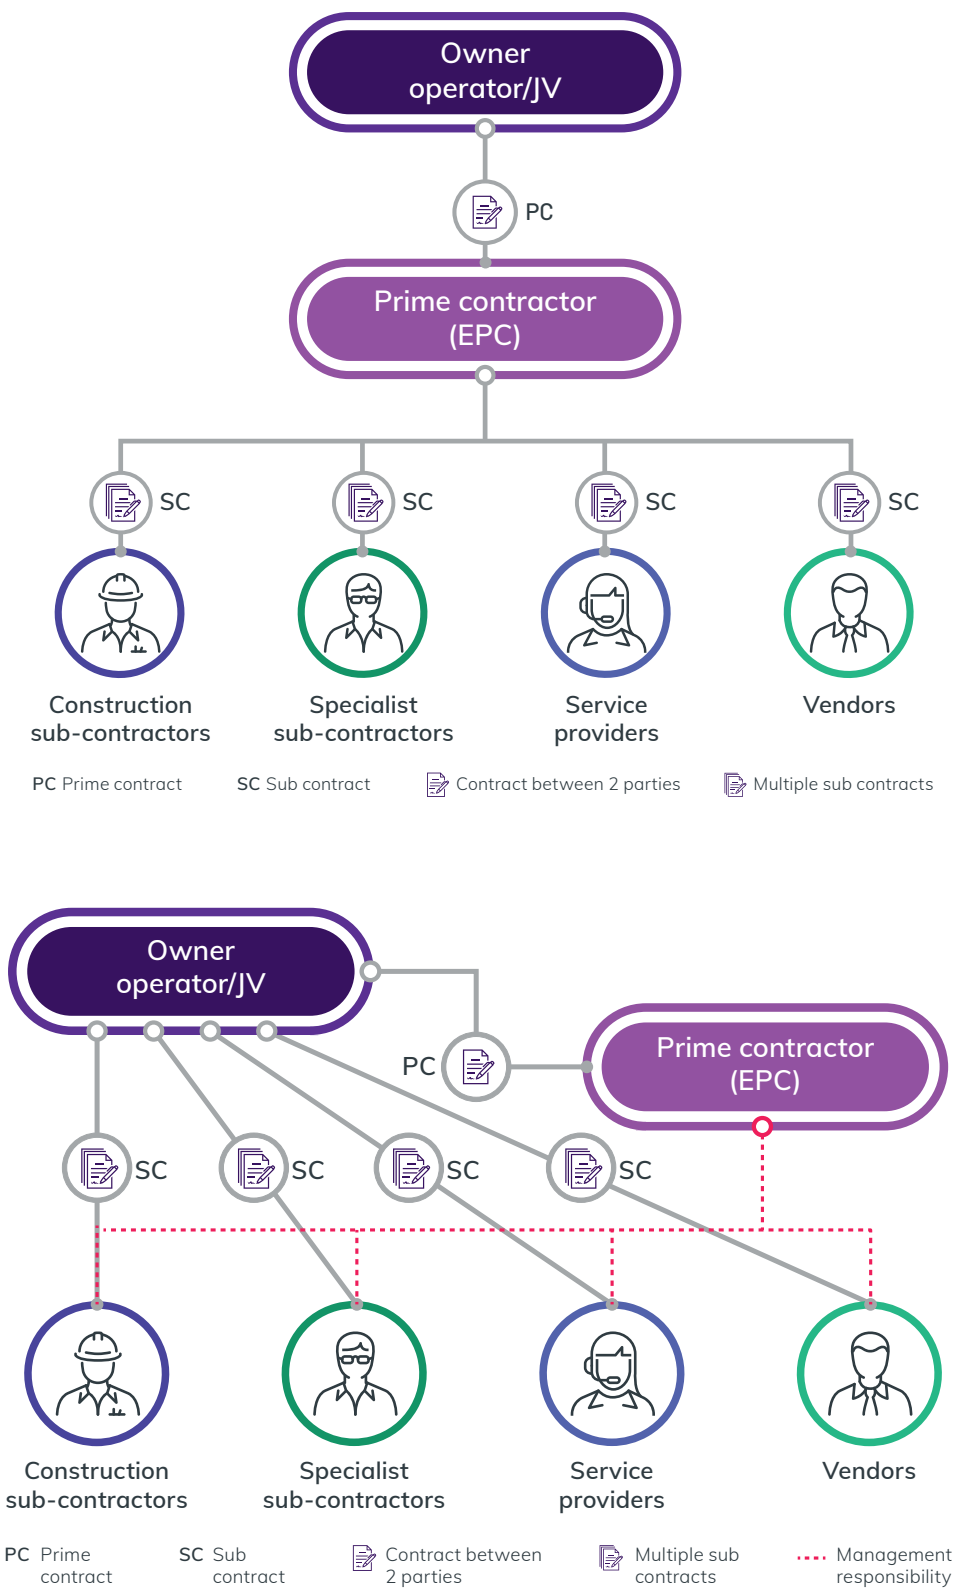 Owner
operator/JV
PC
Prime contractor
(EPC)
SC
SC
SC
SC
Construction
sub-contractors
Specialist
sub-contractors
Service
providers
Vendors
PC Prime contract
SC Sub contract
Contract between 2 parties
Multiple sub contracts
Owner
operator/JV
PC
Prime contractor
(EPC)
SC
SC
SC
SC
Construction
sub-contractors
Specialist
sub-contractors
Service
providers
Vendors
PC Prime
contract
SC Sub
contract
Contract between
2 parties
Multiple sub
contracts
Management
responsibility